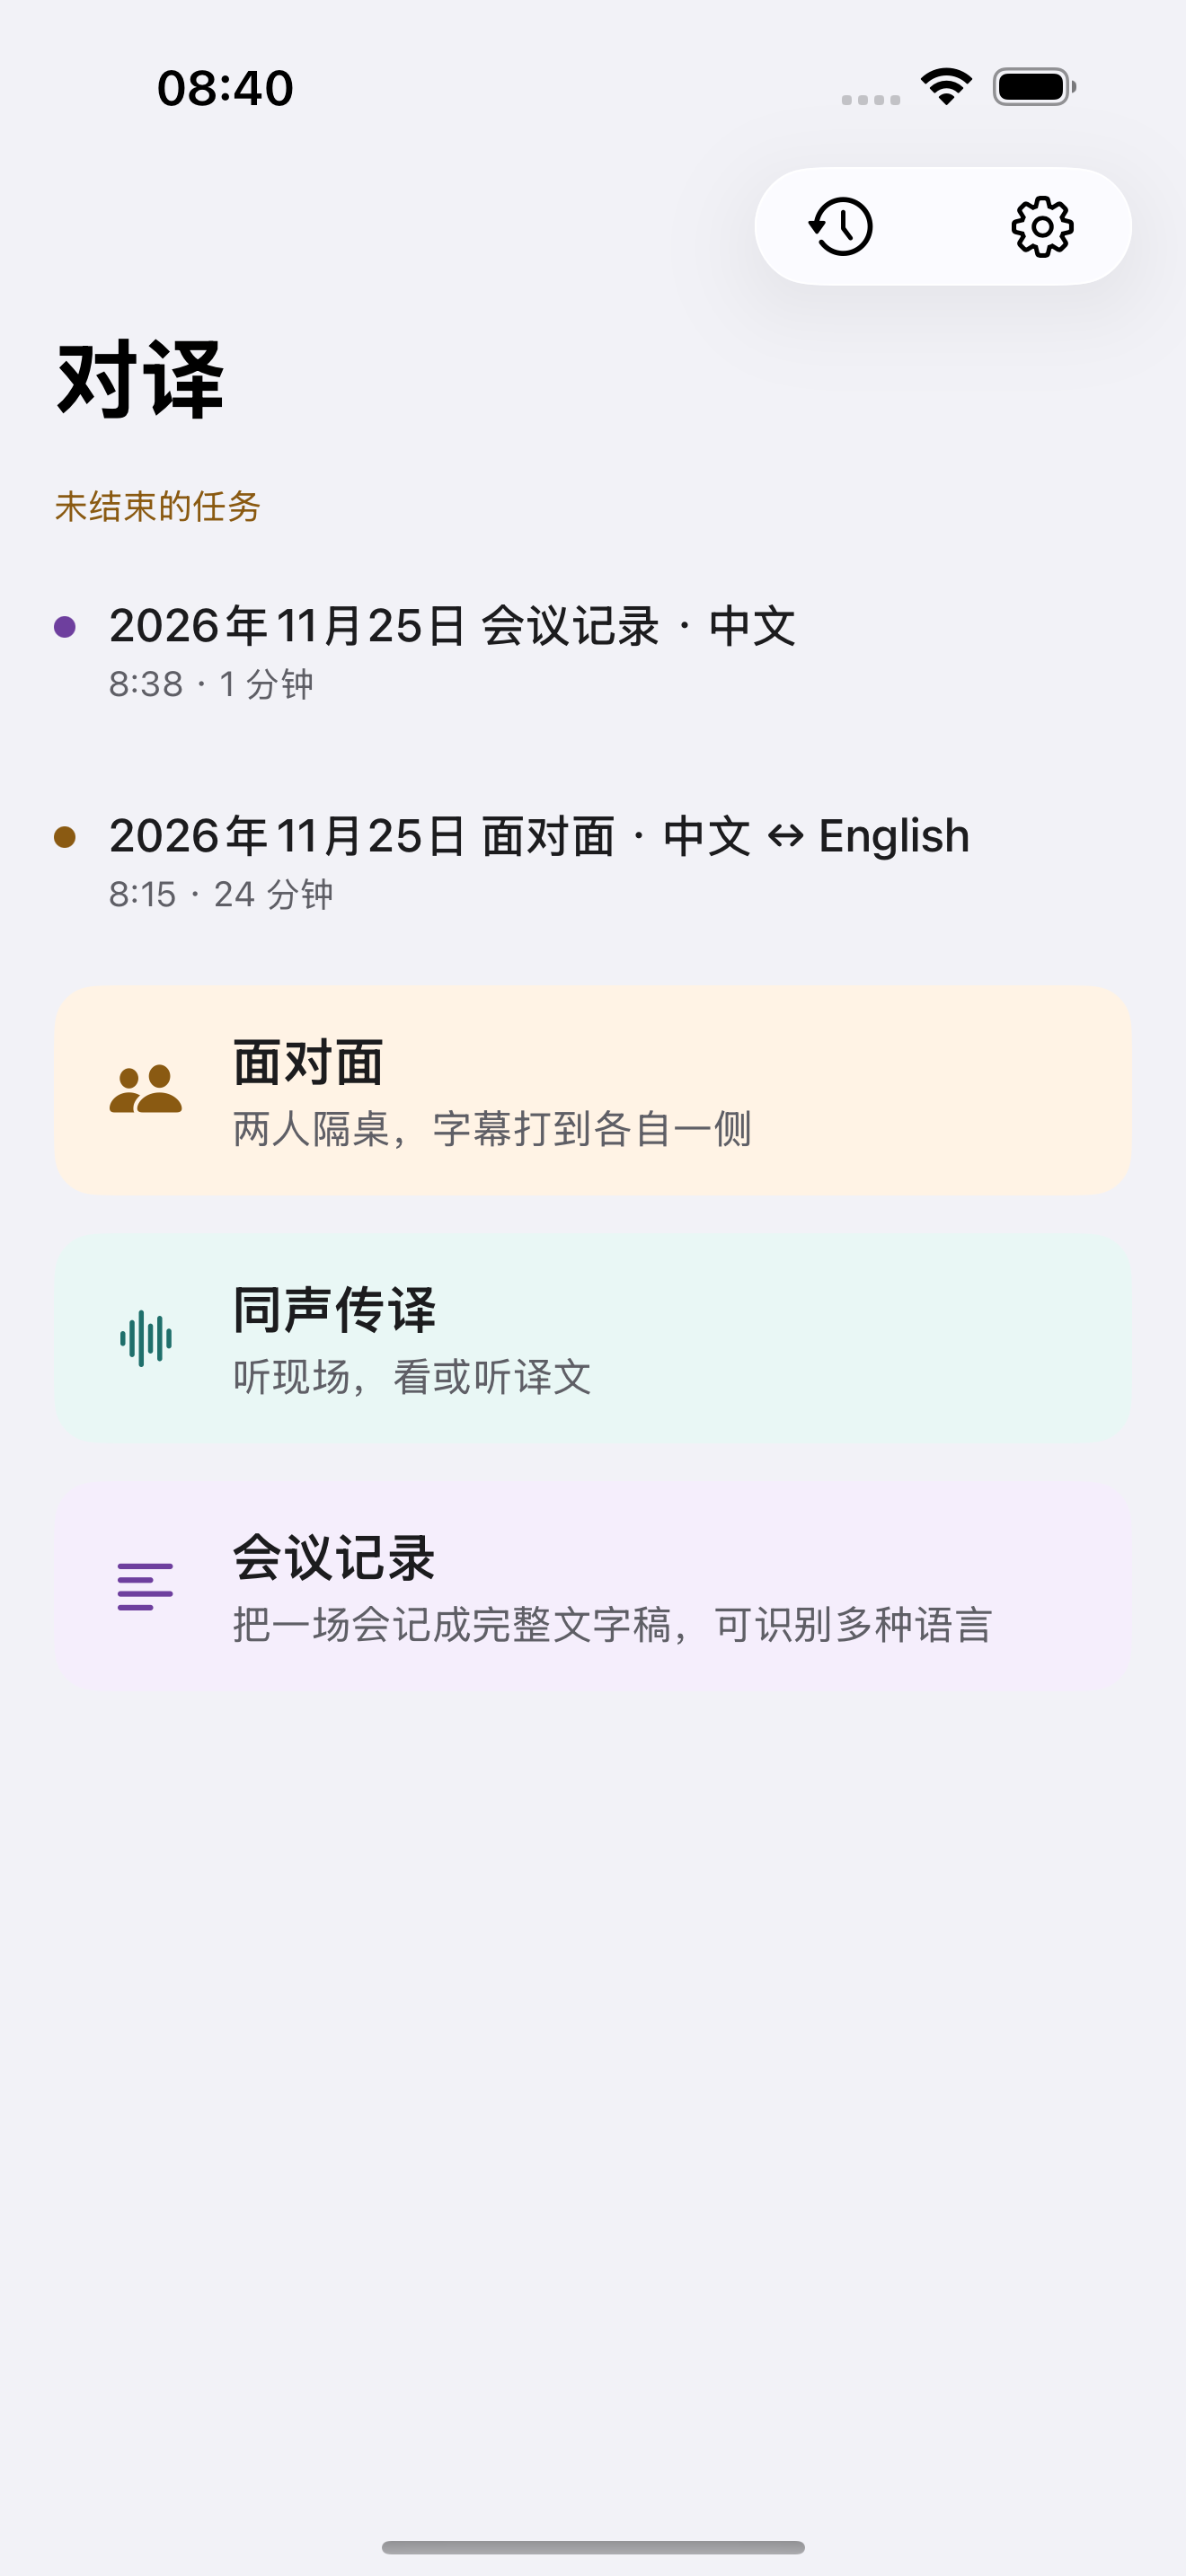 08:40
对译
未结束的任务
2026年11月25日 会议记录 · 中文
8:38 · 1 分钟
2026年11月25日 面对面 · 中文 ↔ English
8:15 · 24 分钟
面对面
两人隔桌，字幕打到各自一侧
同声传译
听现场，看或听译文
会议记录
把一场会记成完整文字稿，可识别多种语言